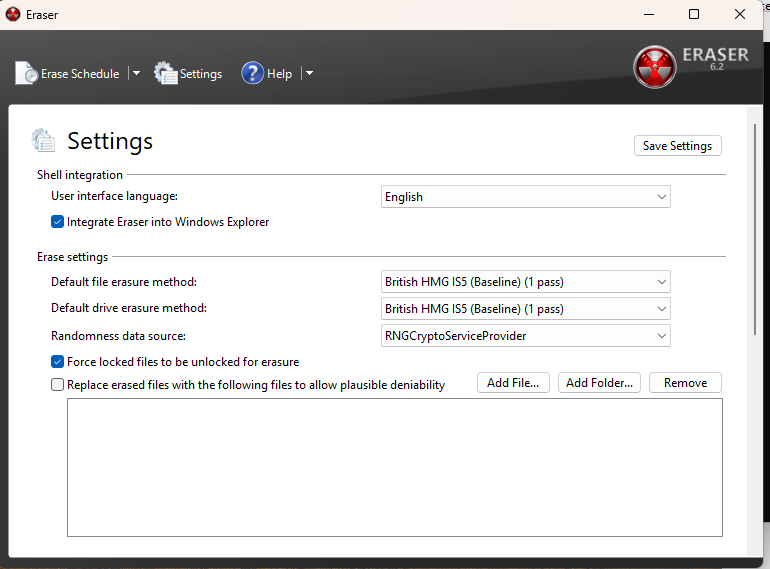 Eraser
Erase Schedule
Settings
Help
ERASER
6.2
Settings
Save Settings
Shell integration
User interface language:
English
Integrate Eraser into Windows Explorer
Erase settings
Default file erasure method:
British HMG IS5 (Baseline) (1 pass)
Default drive erasure method:
British HMG IS5 (Baseline) (1 pass)
Randomness data source:
RNGCryptoServiceProvider
Force locked files to be unlocked for erasure
Replace erased files with the following files to allow plausible deniability
Add File...
Add Folder...
Remove